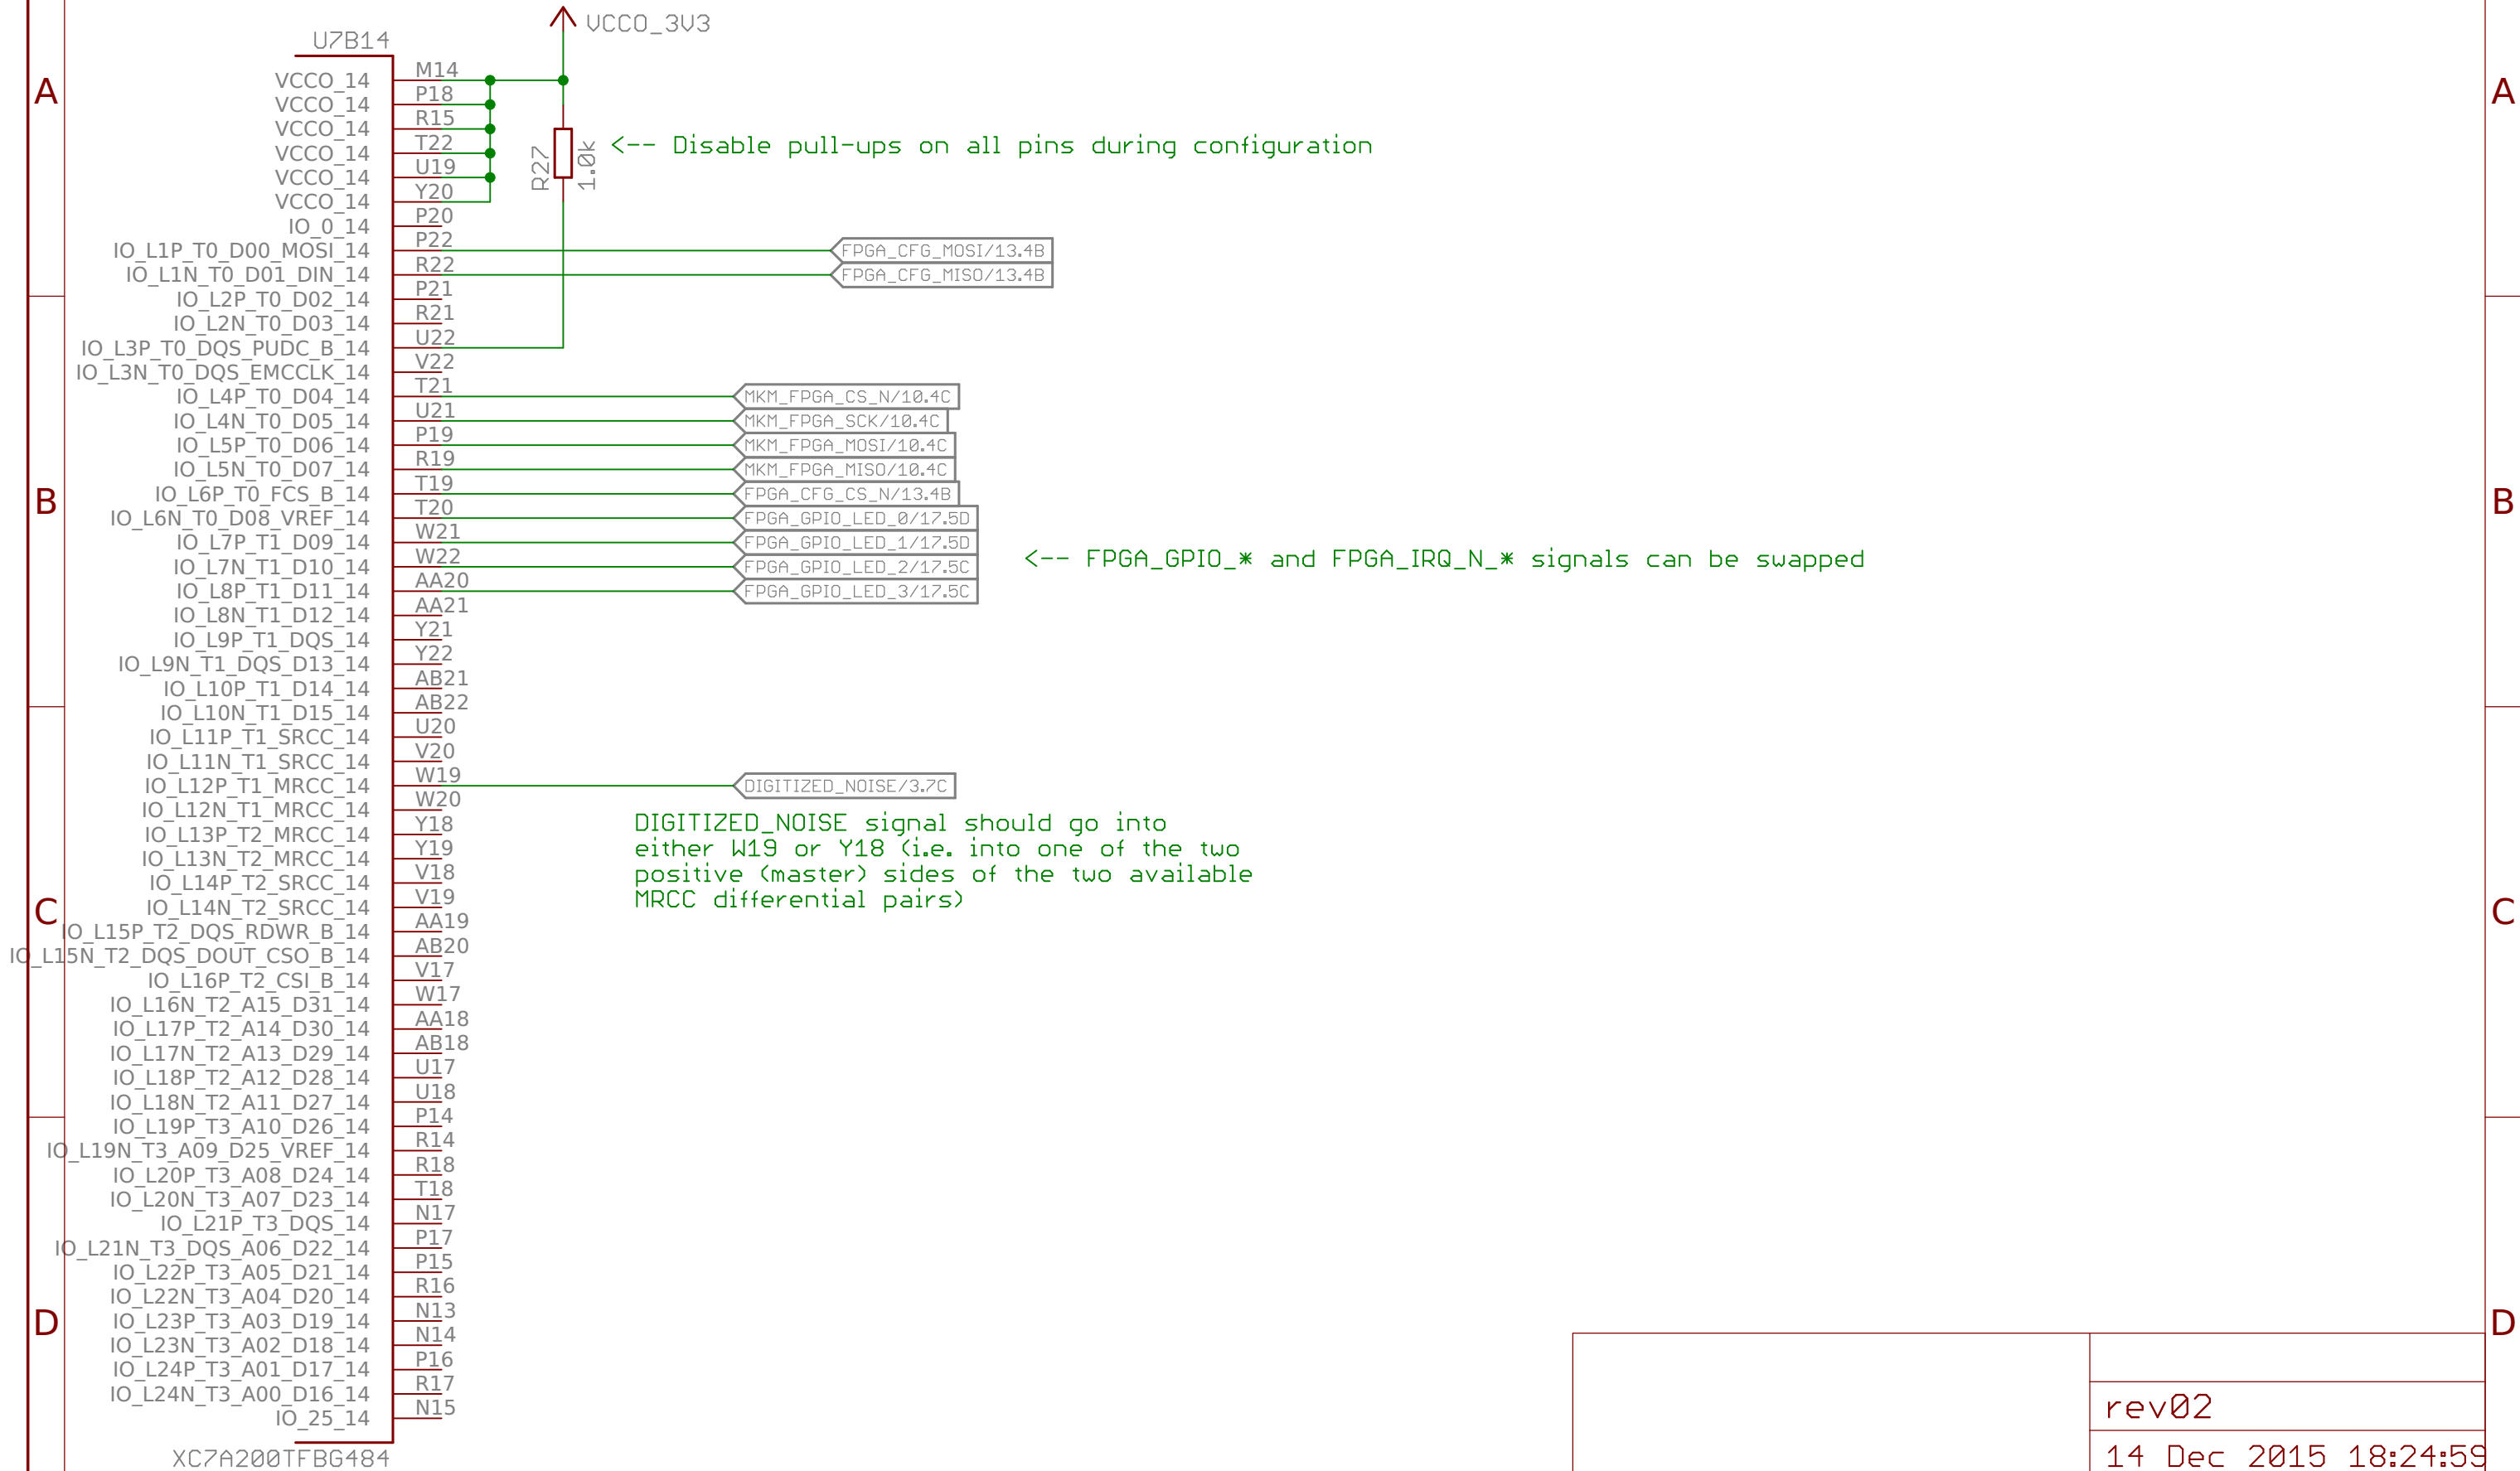 VCCO_3V3
U7B14
A
A
VCCO_14 M14
VCCO_14 P18
VCCO_14 R15
VCCO_14 T22
VCCO_14 U19
VCCO_14 Y20
R27
1.0k
<-- Disable pull-ups on all pins during configuration
IO_0_14 P20
IO_L1P_T0_D00_MOSI_14 P22 FPGA_CFG_MOSI/13.4B
IO_L1N_T0_D01_DIN_14 R22 FPGA_CFG_MISO/13.4B
IO_L2P_T0_D02_14 P21
IO_L2N_T0_D03_14 R21
IO_L3P_T0_DQS_PUDC_B_14 U22
IO_L3N_T0_DQS_EMCCLK_14 V22
IO_L4P_T0_D04_14 T21 MKM_FPGA_CS_N/10.4C
IO_L4N_T0_D05_14 U21 MKM_FPGA_SCK/10.4C
IO_L5P_T0_D06_14 P19 MKM_FPGA_MOSI/10.4C
IO_L5N_T0_D07_14 R19 MKM_FPGA_MISO/10.4C
B
B
IO_L6P_T0_FCS_B_14 T19 FPGA_CFG_CS_N/13.4B
IO_L6N_T0_D08_VREF_14 T20 FPGA_GPIO_LED_0/17.5D
IO_L7P_T1_D09_14 W21 FPGA_GPIO_LED_1/17.5D
IO_L7N_T1_D10_14 W22 FPGA_GPIO_LED_2/17.5C
<-- FPGA_GPIO_* and FPGA_IRQ_N_* signals can be swapped
IO_L8P_T1_D11_14 AA20 FPGA_GPIO_LED_3/17.5C
IO_L8N_T1_D12_14 AA21
IO_L9P_T1_DQS_14 Y21
IO_L9N_T1_DQS_D13_14 Y22
IO_L10P_T1_D14_14 AB21
IO_L10N_T1_D15_14 AB22
IO_L11P_T1_SRCC_14 U20
IO_L11N_T1_SRCC_14 V20
IO_L12P_T1_MRCC_14 W19 DIGITIZED_NOISE/3.7C
IO_L12N_T1_MRCC_14 W20
IO_L13P_T2_MRCC_14 Y18
IO_L13N_T2_MRCC_14 Y19
IO_L14P_T2_SRCC_14 V18
IO_L14N_T2_SRCC_14 V19
DIGITIZED_NOISE signal should go into
either W19 or Y18 (i.e. into one of the two
positive (master) sides of the two available
MRCC differential pairs)
C
C
IO_L15P_T2_DQS_RDWR_B_14 AA19
IO_L15N_T2_DQS_DOUT_CSO_B_14 AB20
IO_L16P_T2_CSI_B_14 V17
IO_L16N_T2_A15_D31_14 W17
IO_L17P_T2_A14_D30_14 AA18
IO_L17N_T2_A13_D29_14 AB18
IO_L18P_T2_A12_D28_14 U17
IO_L18N_T2_A11_D27_14 U18
IO_L19P_T3_A10_D26_14 P14
IO_L19N_T3_A09_D25_VREF_14 R14
IO_L20P_T3_A08_D24_14 R18
IO_L20N_T3_A07_D23_14 T18
IO_L21P_T3_DQS_14 N17
IO_L21N_T3_DQS_A06_D22_14 P17
IO_L22P_T3_A05_D21_14 P15
IO_L22N_T3_A04_D20_14 R16
IO_L23P_T3_A03_D19_14 N13
D
D
IO_L23N_T3_A02_D18_14 N14
IO_L24P_T3_A01_D17_14 P16
IO_L24N_T3_A00_D16_14 R17
IO_25_14 N15
XC7A200TFBG484
rev02
14 Dec 2015 18:24:59